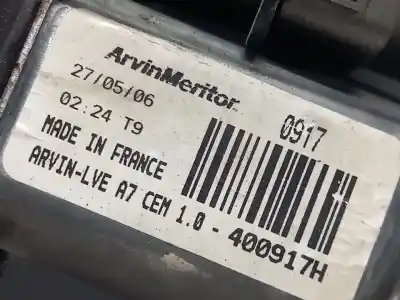 ArvinMeritor
27/05/06
0917
02:24 T9
MADE IN FRANCE
ARVIN-LVE A7 CEM 1.0 - 400917H